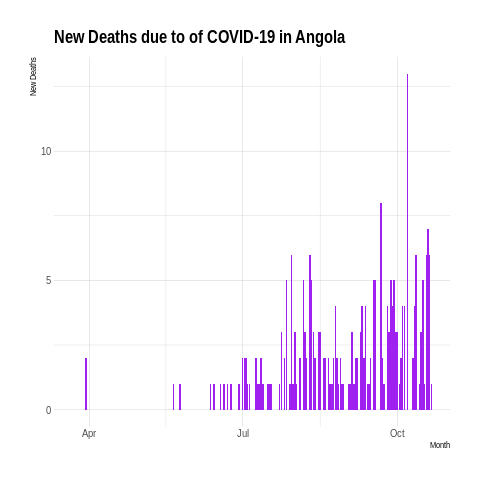 New Deaths due to of COVID-19 in Angola
New Deaths
10
5
0
Apr Jul Oct
Month